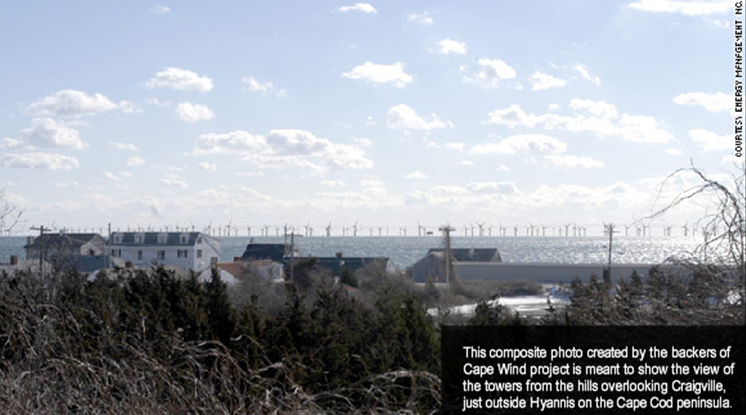 COURTESY ENERGY MANAGEMENT INC.
This composite photo created by the backers of
Cape Wind project is meant to show the view of
the towers from the hills overlooking Craigville,
just outside Hyannis on the Cape Cod peninsula.